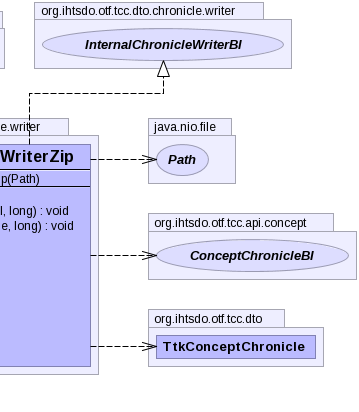 org.ihtsdo.otf.tcc.dto.chronicle.writer
InternalChronicleWriterBI
e.writer
WriterZip
p(Path)
l, long) : void
e, long) : void
java.nio.file
Path
org.ihtsdo.otf.tcc.api.concept
ConceptChronicleBI
org.ihtsdo.otf.tcc.dto
TtkConceptChronicle